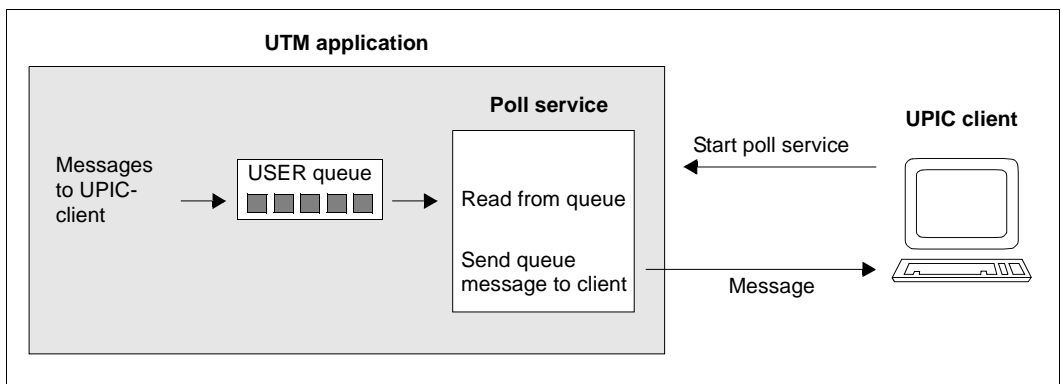 UTM application
Poll service
UPIC client
Messages
to UPIC-
client
USER queue
Start poll service
Read from queue
Send queue
message to client
Message